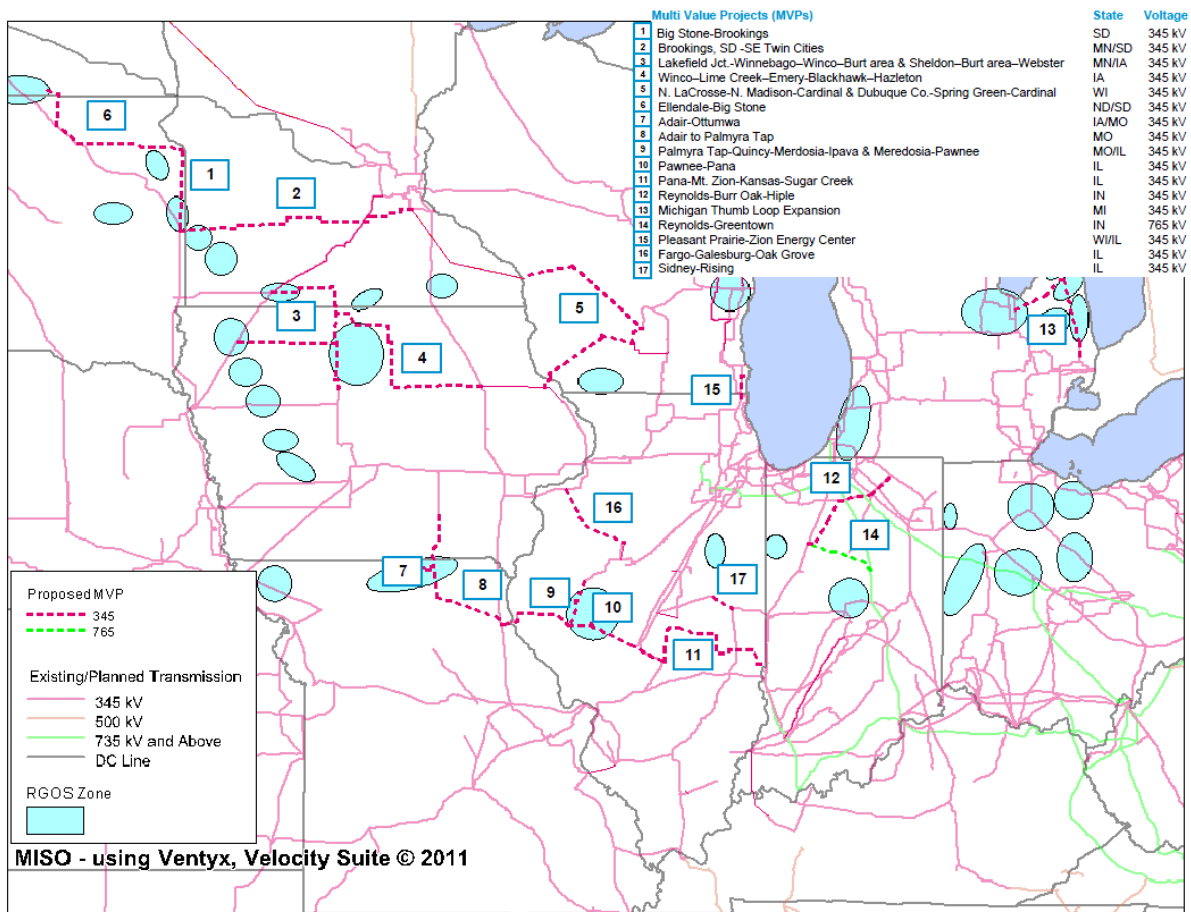 Multi Value Projects (MVPs) State Voltage
1 Big Stone-Brookings SD 345 kV
2 Brookings, SD -SE Twin Cities MN/SD 345 kV
3 Lakefield Jct.-Winnebago–Winco–Burt area & Sheldon–Burt area–Webster MN/IA 345 kV
4 Winco–Lime Creek–Emery-Blackhawk–Hazleton IA 345 kV
5 N. LaCrosse-N. Madison-Cardinal & Dubuque Co.-Spring Green-Cardinal WI 345 kV
6 Ellendale-Big Stone ND/SD 345 kV
7 Adair-Ottumwa IA/MO 345 kV
8 Adair to Palmyra Tap MO 345 kV
9 Palmyra Tap-Quincy-Merdosia-Ipava & Meredosia-Pawnee MO/IL 345 kV
10 Pawnee-Pana IL 345 kV
11 Pana-Mt. Zion-Kansas-Sugar Creek IL 345 kV
12 Reynolds-Burr Oak-Hiple IN 345 kV
13 Michigan Thumb Loop Expansion MI 345 kV
14 Reynolds-Greentown IN 765 kV
15 Pleasant Prairie-Zion Energy Center WI/IL 345 kV
16 Fargo-Galesburg-Oak Grove IL 345 kV
17 Sidney-Rising IL 345 kV
6
1
2
5
3
13
4
15
12
16
14
7
17
8
9
10
11
Proposed MVP
345
765
Existing/Planned Transmission
345 kV
500 kV
735 kV and Above
DC Line
RGOS Zone
MISO - using Ventyx, Velocity Suite © 2011